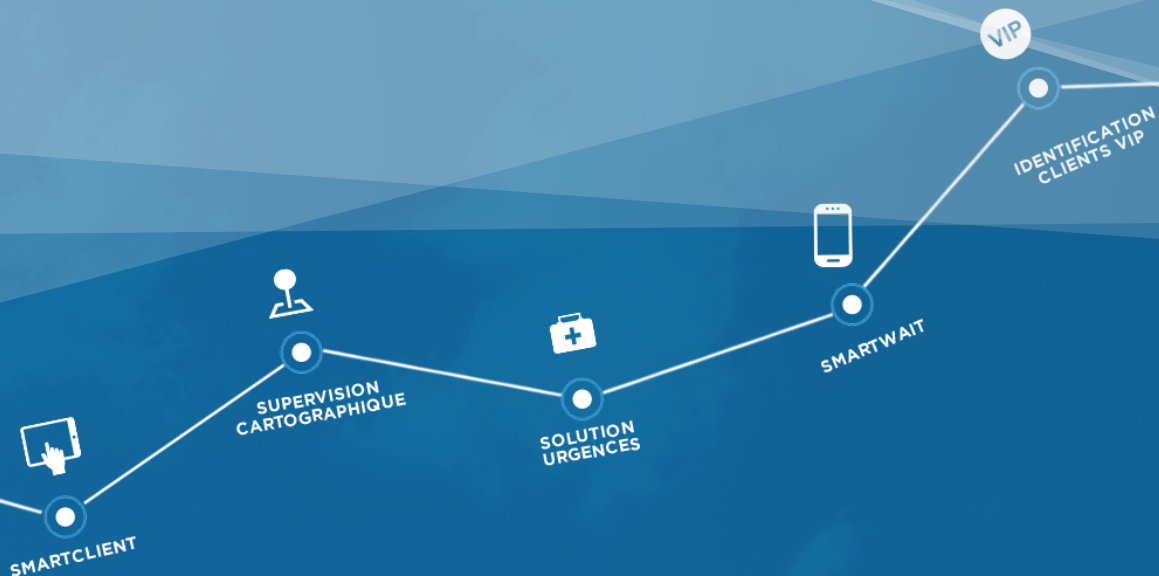 VIP
IDENTIFICATION
CLIENTS VIP
SMARTWAIT
SUPERVISION
CARTOGRAPHIQUE
SOLUTION
URGENCES
SMARTCLIENT